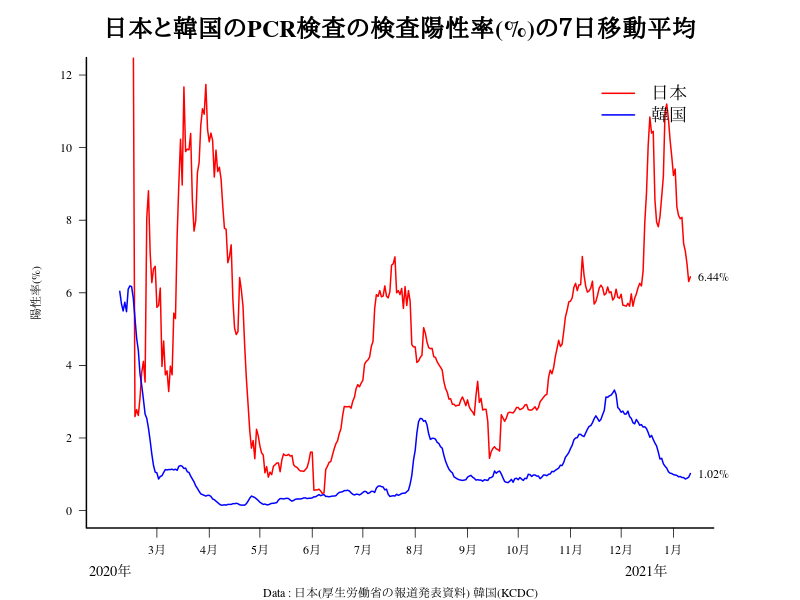 日本と韓国のPCR検査の検査陽性率(%)の7日移動平均
日本
韓国
12
10
8
6
4
2
0
陽性率(%)
6.44%
1.02%
3月 4月 5月 6月 7月 8月 9月 10月 11月 12月 1月
2020年 2021年
Data : 日本(厚生労働省の報道発表資料) 韓国(KCDC)